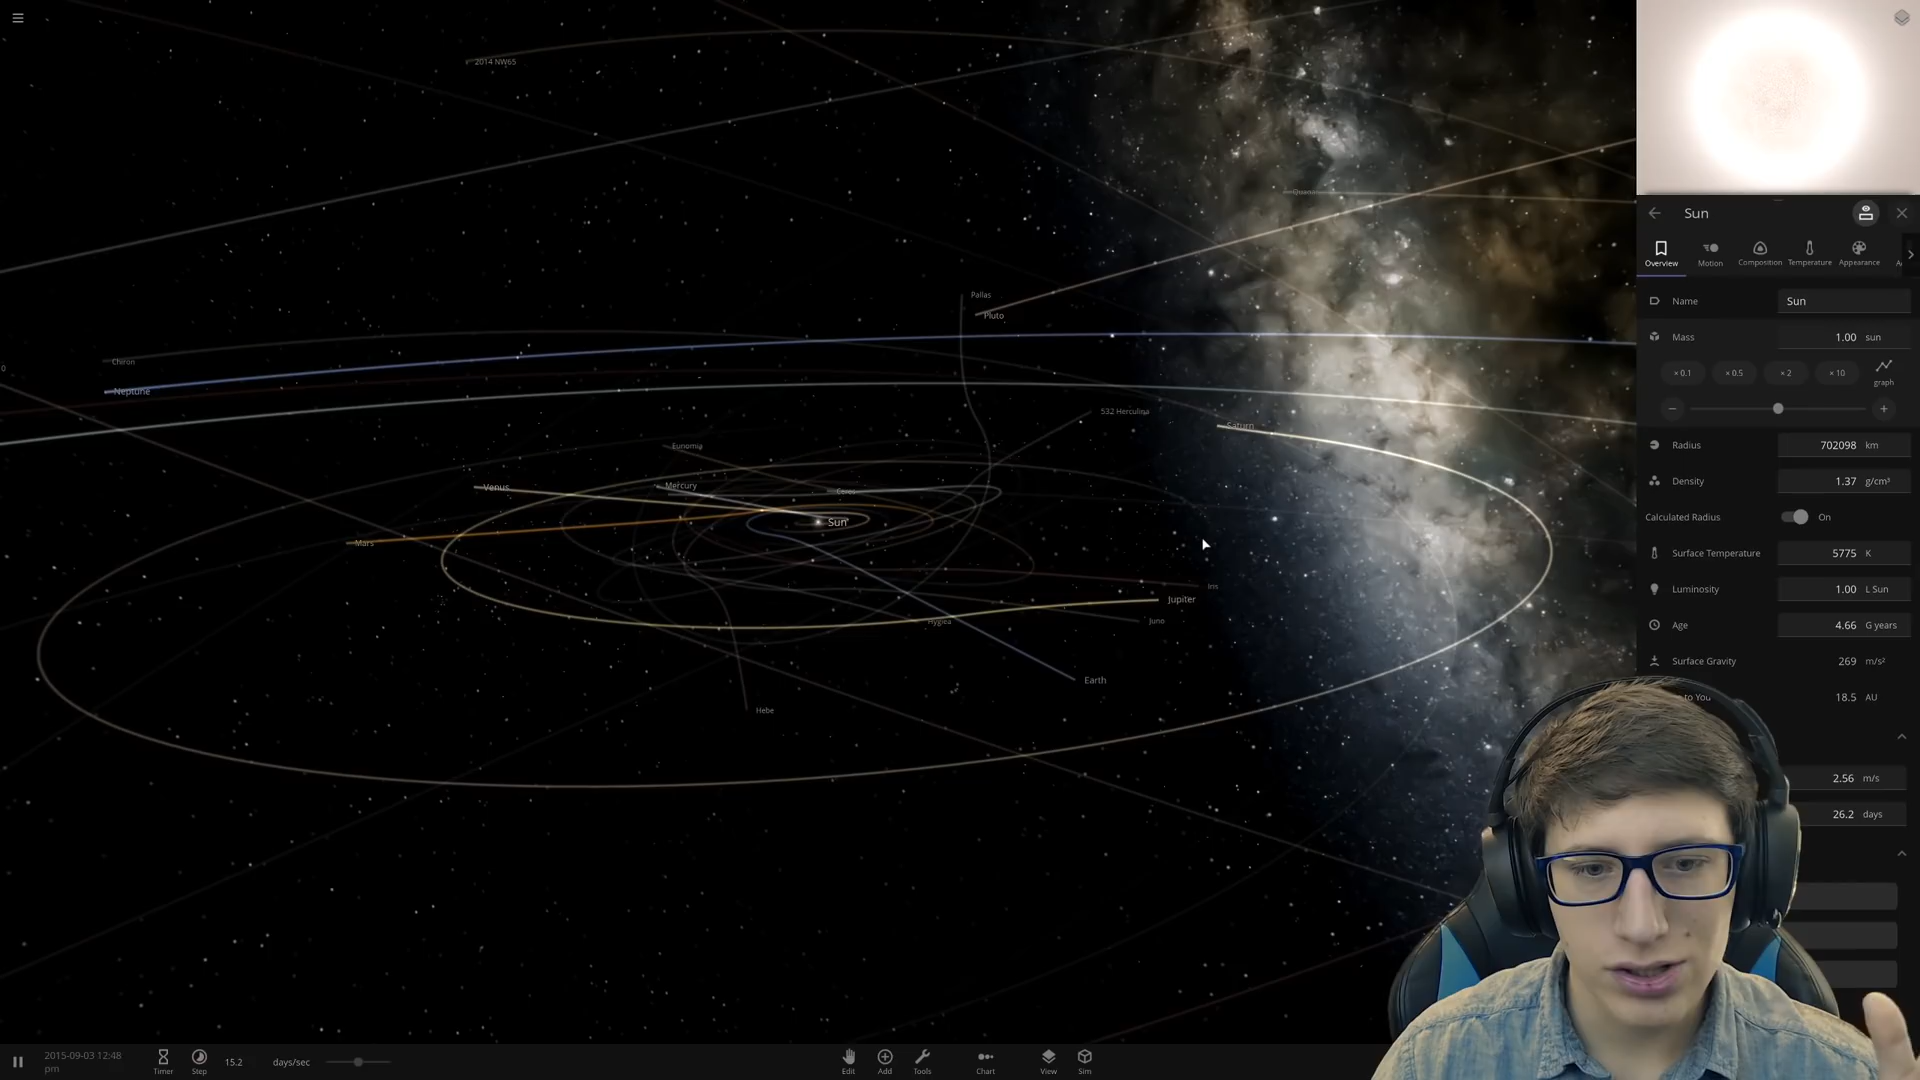 2014 NW65
Quaoar
Pallas
Pluto
Chiron
Neptune
532 Herculina
Saturn
Eunomia
Venus
Mercury
Ceres
Sun
Mars
Iris
Jupiter
Hygiea
Juno
Earth
Hebe
Sun
Overview
Motion
Composition
Temperature
Appearance
Name
Sun
Mass
1.00 sun
× 0.1
× 0.5
× 2
× 10
graph
Radius
702098 km
Density
1.37 g/cm³
Calculated Radius
On
Surface Temperature
5775 K
Luminosity
1.00 L Sun
Age
4.66 G years
Surface Gravity
269 m/s²
to You
18.5 AU
2.56 m/s
26.2 days
2015-09-03 12:48
pm
Timer
Step
15.2
days/sec
Edit
Add
Tools
Chart
View
Sim